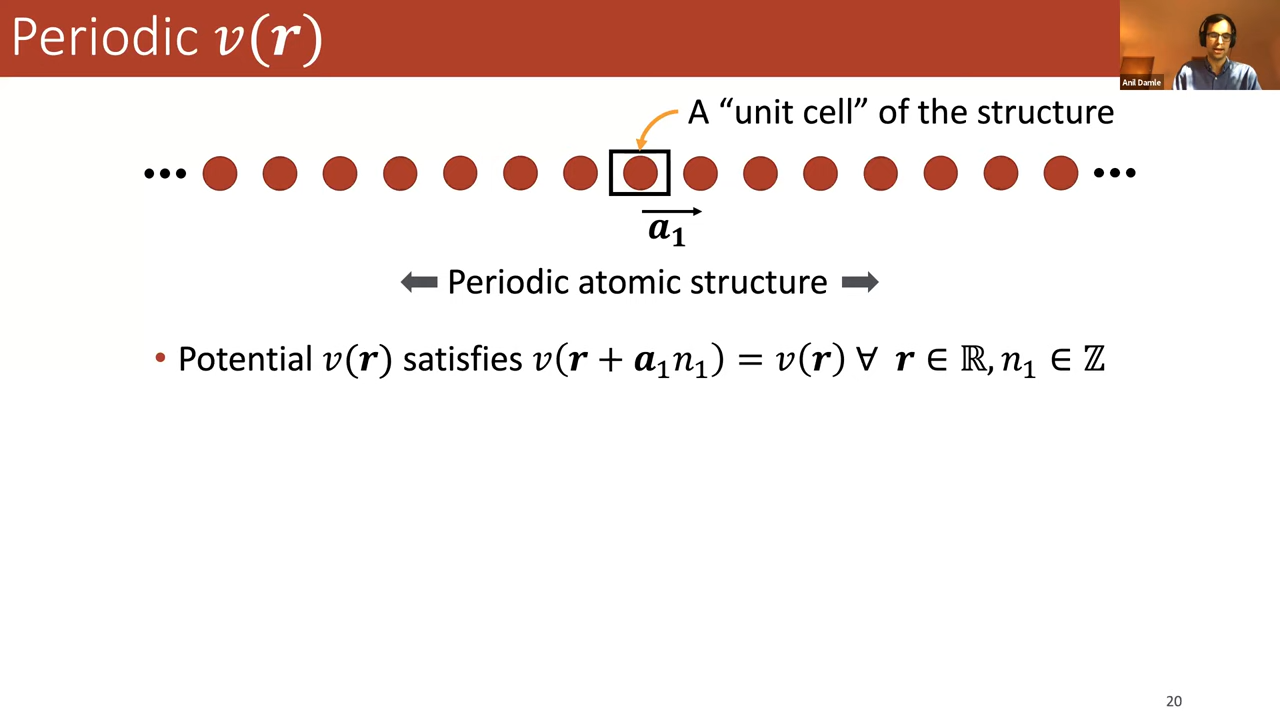 Periodic 𝑣(𝒓)
Anil Damle
A “unit cell” of the structure
••• •••
𝒂₁
Periodic atomic structure
• Potential 𝑣(𝒓) satisfies 𝑣(𝒓 + 𝒂₁𝑛₁) = 𝑣(𝒓) ∀ 𝒓 ∈ ℝ, 𝑛₁ ∈ ℤ
20